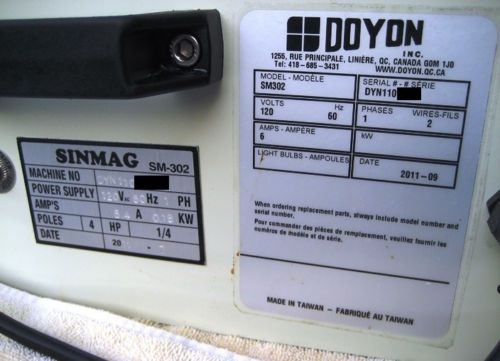 DOYON
INC.
1255, RUE PRINCIPALE, LINIÈRE, QC, CANADA G0M 1J0
Tel: 418-685-3431 WWW.DOYON.QC.CA
MODEL - MODÈLE SERIAL # - # SÉRIE
SM302 DYN110
VOLTS Hz PHASES WIRES-FILS
120 60 1 2
AMPS - AMPÈRE kW
6
LIGHT BULBS - AMPOULES DATE
2011-09
When ordering replacement parts, always include model number and
serial number.
Pour commander des pièces de remplacement, veuillez fournir les
numéros de modèle et de série.
MADE IN TAIWAN - FABRIQUÉ AU TAIWAN
SINMAG SM-302
MACHINE NO DYN110
POWER SUPPLY V Hz PH
AMP'S A KW
POLES 4 HP 1/4
DATE 20